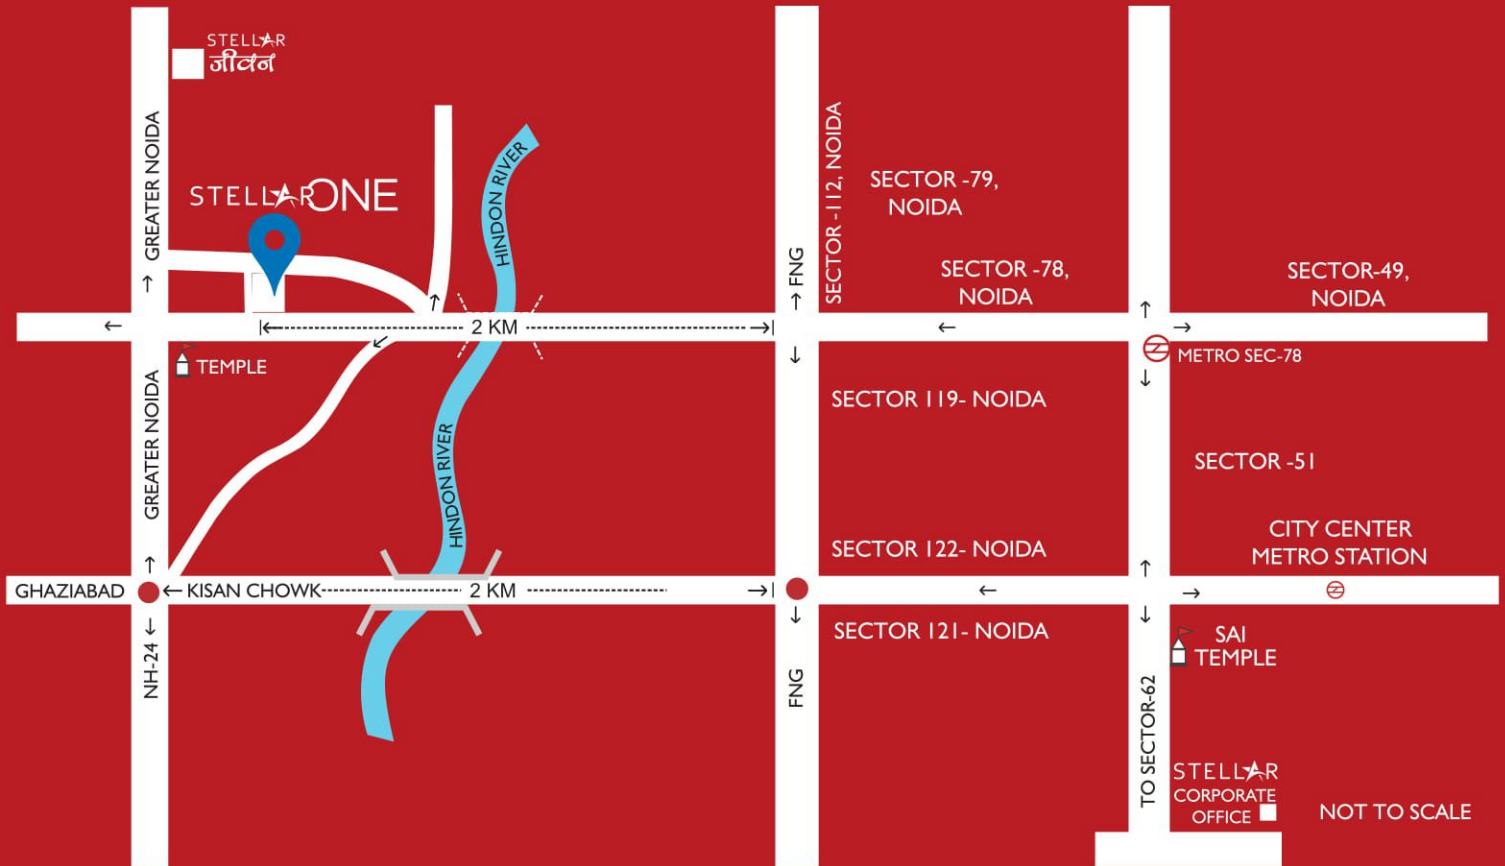 STELLAR
जीवन
GREATER NOIDA
STELLAR ONE
HINDON RIVER
SECTOR -112, NOIDA
SECTOR -79,
NOIDA
FNG
SECTOR -78,
NOIDA
SECTOR-49,
NOIDA
2 KM
METRO SEC-78
TEMPLE
GREATER NOIDA
SECTOR 119- NOIDA
HINDON RIVER
SECTOR -51
CITY CENTER
METRO STATION
SECTOR 122- NOIDA
GHAZIABAD
KISAN CHOWK
2 KM
NH-24
SECTOR 121- NOIDA
SAI
TEMPLE
FNG
TO SECTOR-62
STELLAR
CORPORATE
OFFICE
NOT TO SCALE